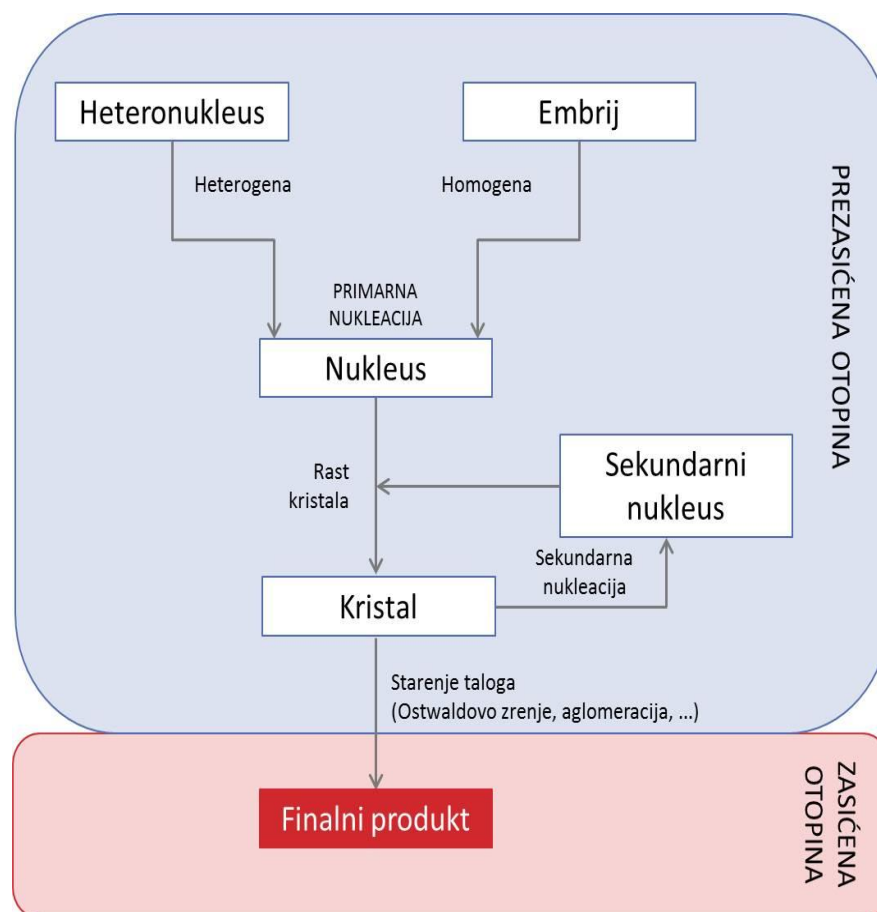 Heteronukleus
Embrij
Heterogena
Homogena
PRIMARNA
NUKLEACIJA
Nukleus
Rast
kristala
Sekundarni
nukleus
Sekundarna
nukleacija
Kristal
Starenje taloga
(Ostwaldovo zrenje, aglomeracija, ...)
Finalni produkt
PREZASIĆENA OTOPINA
ZASIĆENA
OTOPINA